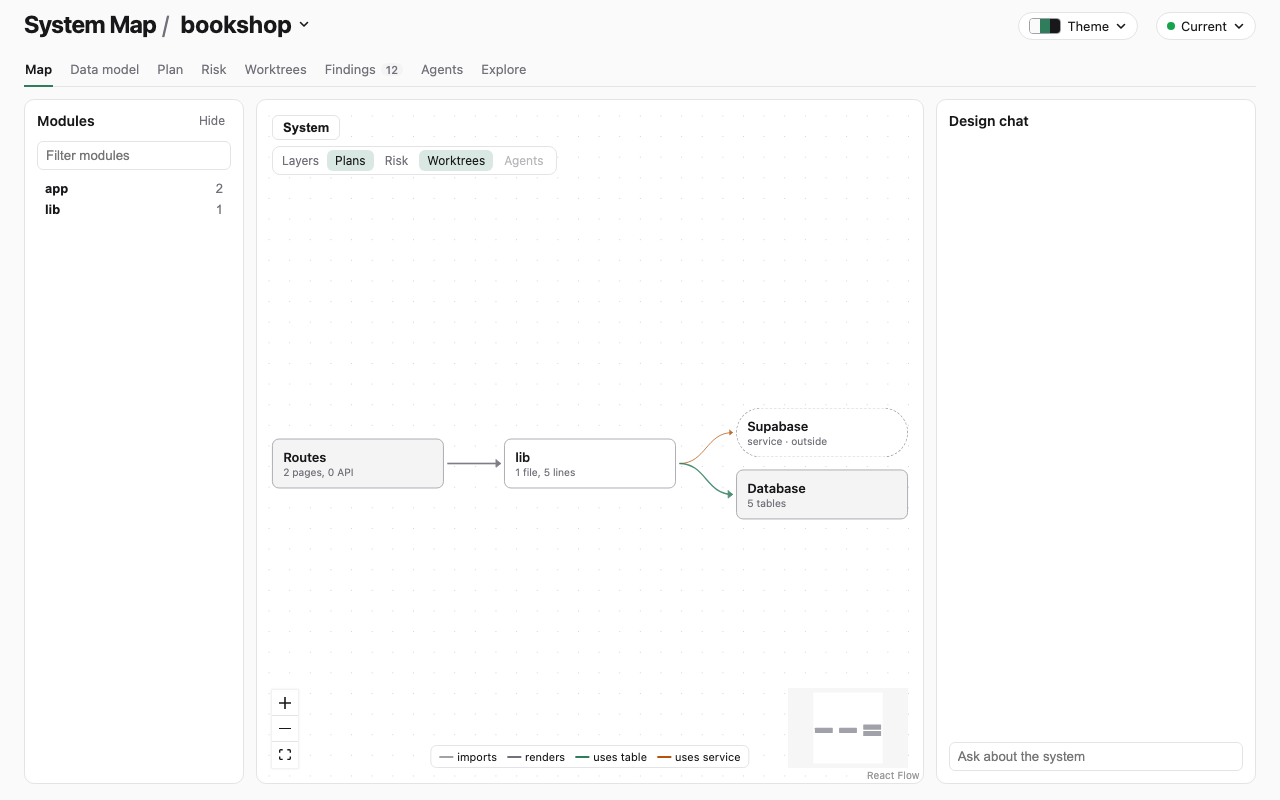 System Map / bookshop
Theme
Current
Map
Data model
Plan
Risk
Worktrees
Findings 12
Agents
Explore
Modules
Hide
Filter modules
app 2
lib 1
System
Layers
Plans
Risk
Worktrees
Agents
Routes
2 pages, 0 API
lib
1 file, 5 lines
Supabase
service · outside
Database
5 tables
imports
renders
uses table
uses service
React Flow
Design chat
Ask about the system